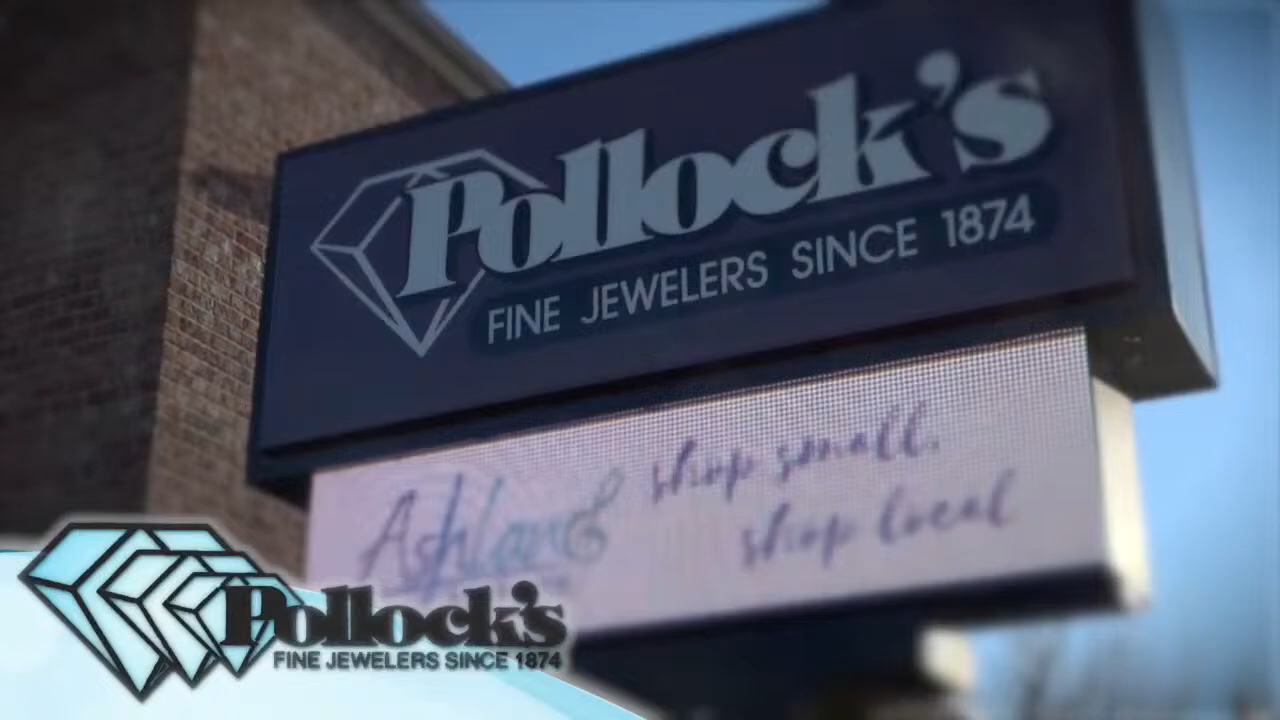 Pollock's
FINE JEWELERS SINCE 1874
Ashland shop small.
shop local
Pollock's
FINE JEWELERS SINCE 1874